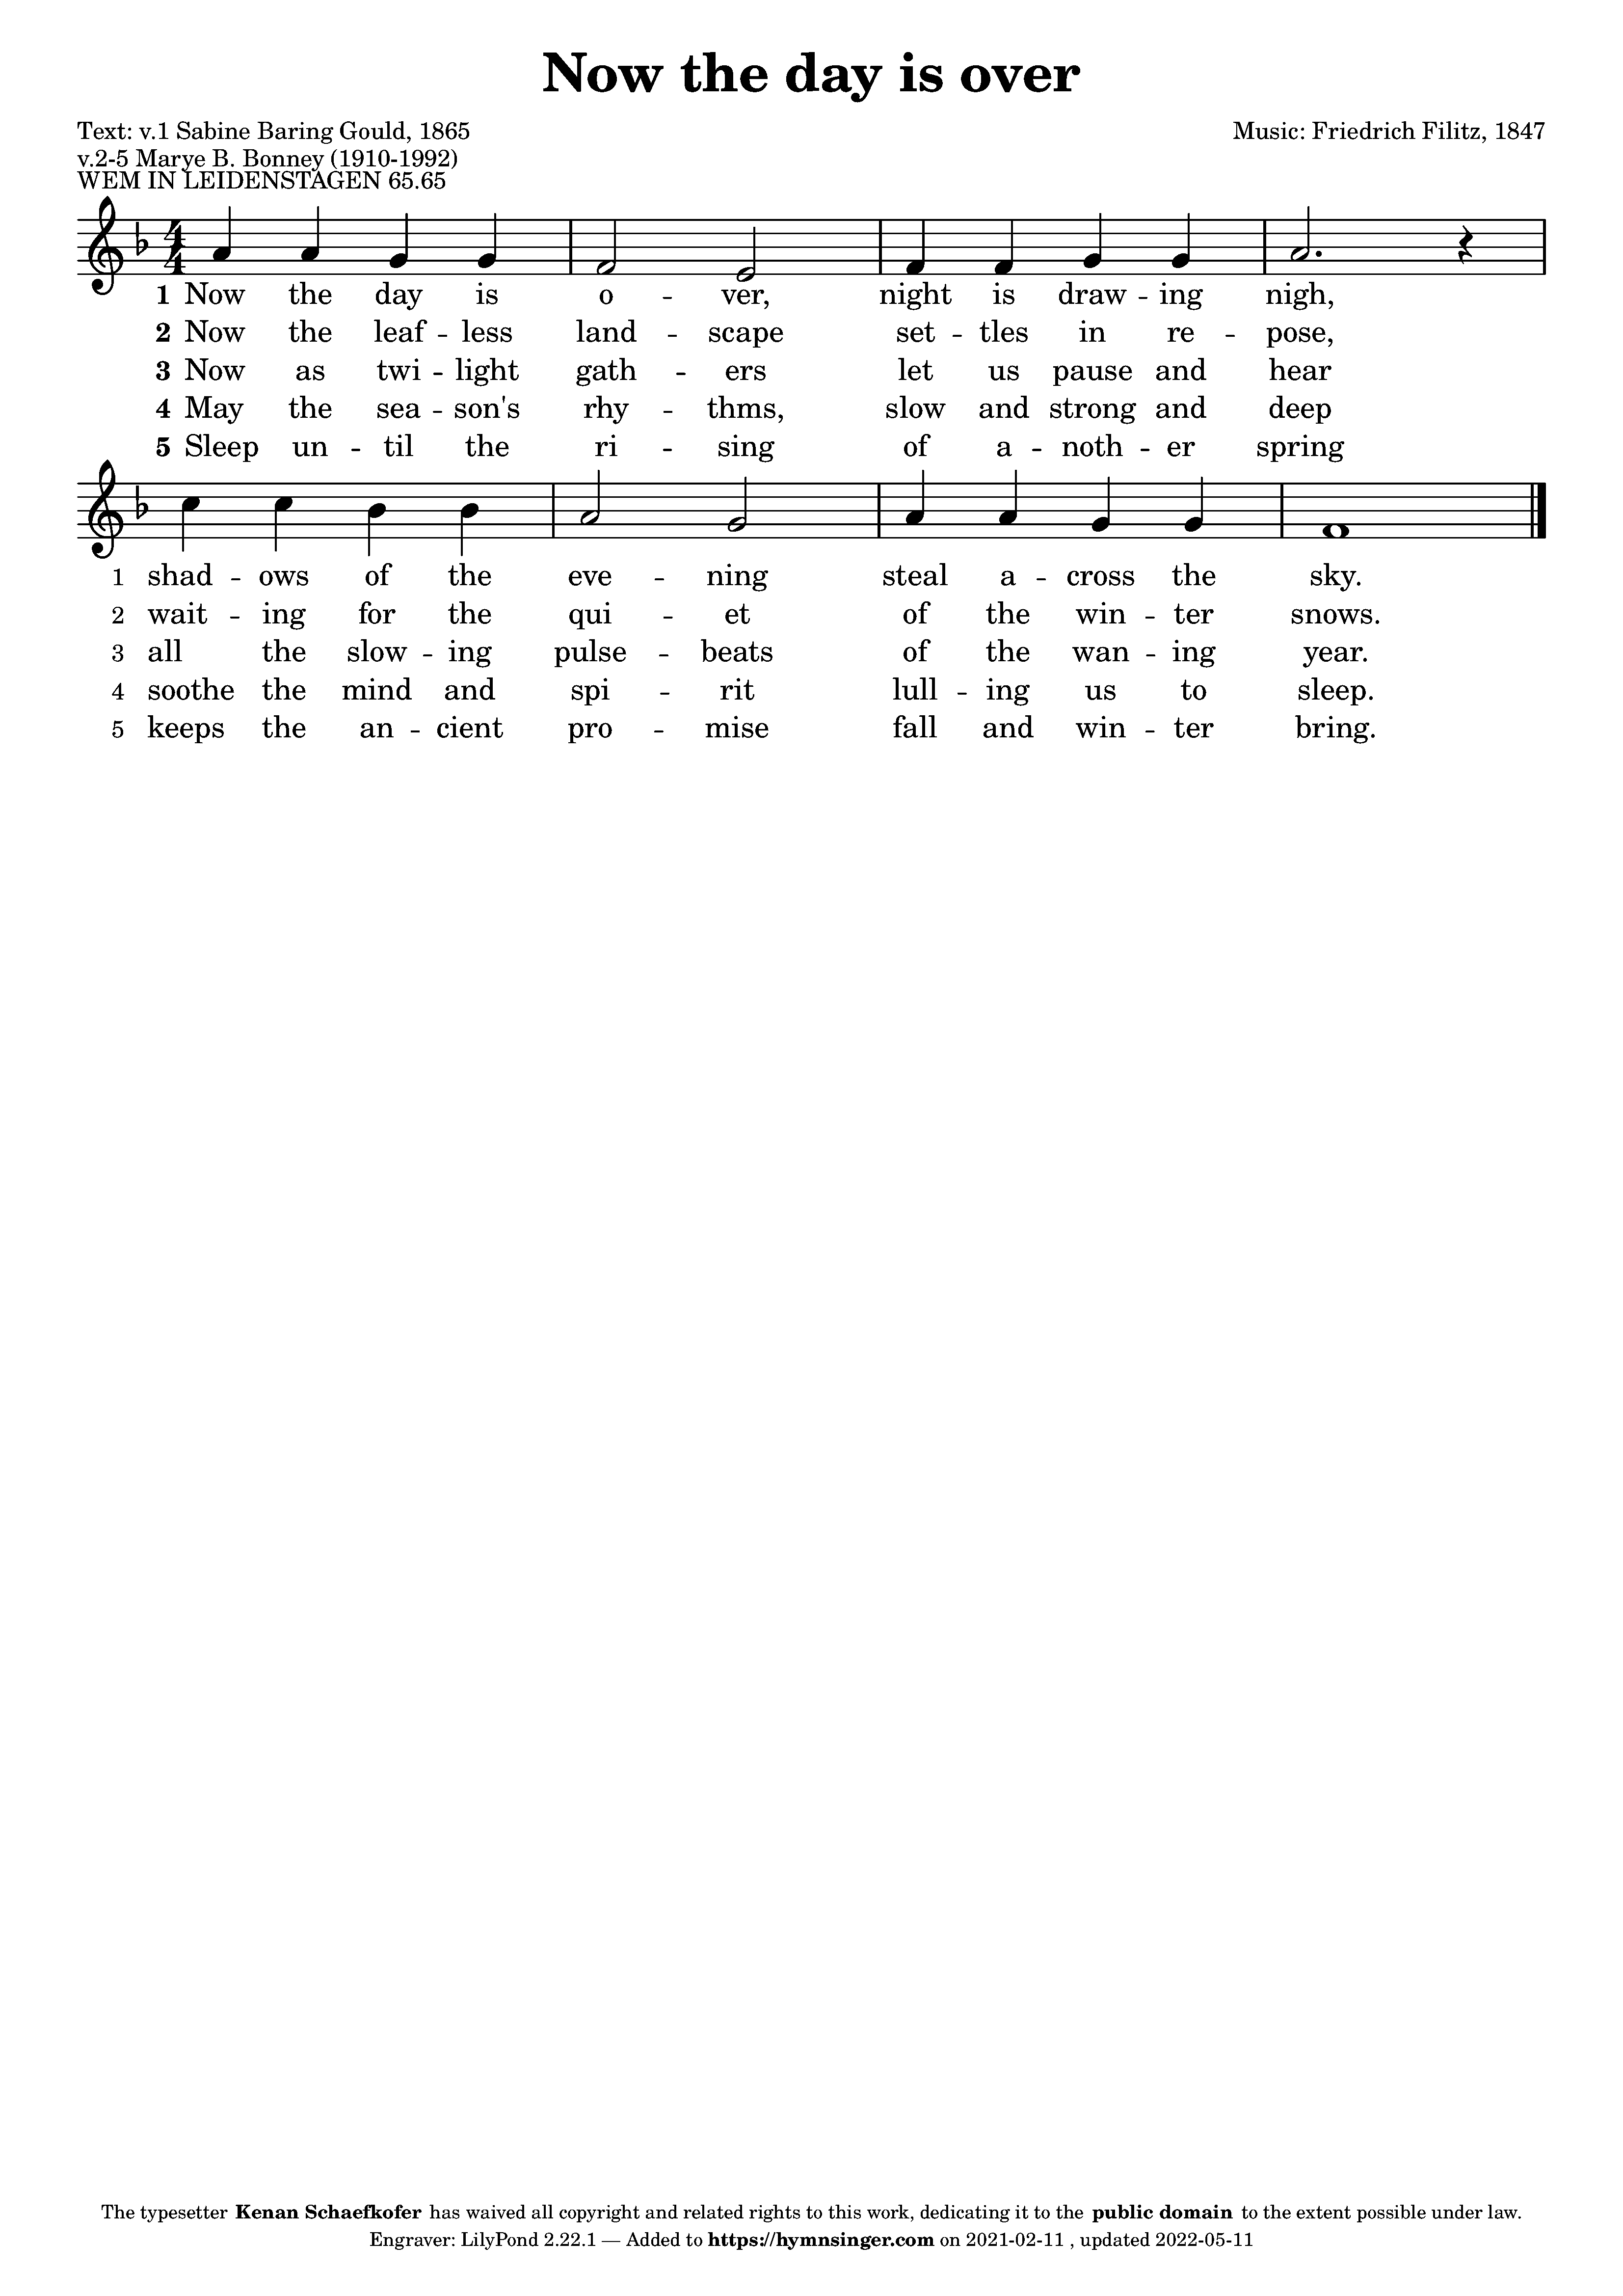 Now the day is over
Text: v.1 Sabine Baring Gould, 1865
Music: Friedrich Filitz, 1847
v.2-5 Marye B. Bonney (1910-1992)
WEM IN LEIDENSTAGEN 65.65
1 Now the day is o -- ver, night is draw -- ing nigh,
2 Now the leaf -- less land -- scape set -- tles in re -- pose,
3 Now as twi -- light gath -- ers let us pause and hear
4 May the sea -- son's rhy -- thms, slow and strong and deep
5 Sleep un -- til the ri -- sing of a -- noth -- er spring
1 shad -- ows of the eve -- ning steal a -- cross the sky.
2 wait -- ing for the qui -- et of the win -- ter snows.
3 all the slow -- ing pulse -- beats of the wan -- ing year.
4 soothe the mind and spi -- rit lull -- ing us to sleep.
5 keeps the an -- cient pro -- mise fall and win -- ter bring.
The typesetter Kenan Schaefkofer has waived all copyright and related rights to this work, dedicating it to the public domain to the extent possible under law.
Engraver: LilyPond 2.22.1 — Added to https://hymnsinger.com on 2021-02-11 , updated 2022-05-11